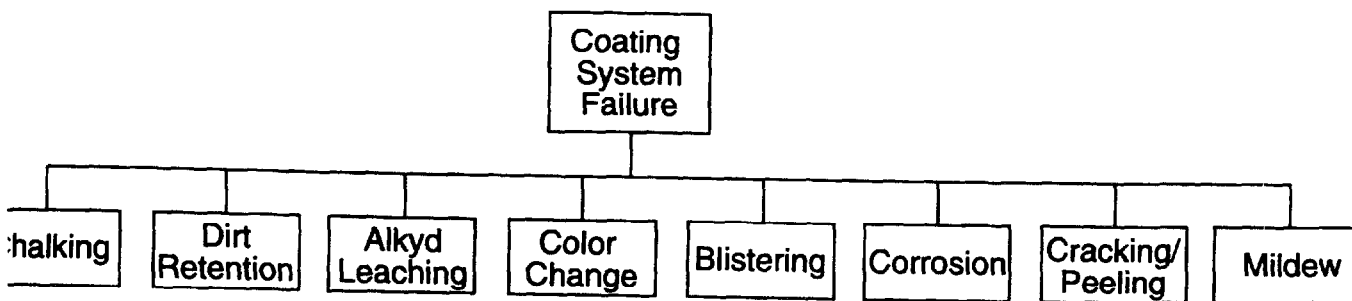 Coating
System
Failure
halking
Dirt
Retention
Alkyd
Leaching
Color
Change
Blistering
Corrosion
Cracking/
Peeling
Mildew